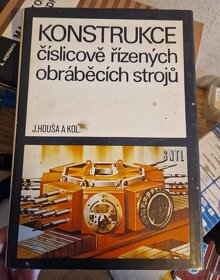 KONSTRUKCE
číslicově řízených
obráběcích strojů
J. HOUŠA A KOL.
SNTL